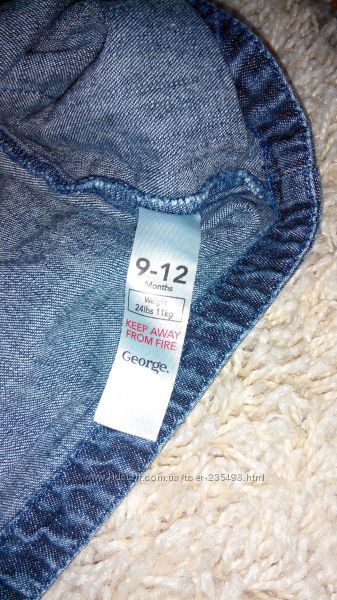 9-12
Months
Weight
24lbs 11kg
KEEP AWAY
FROM FIRE
George.